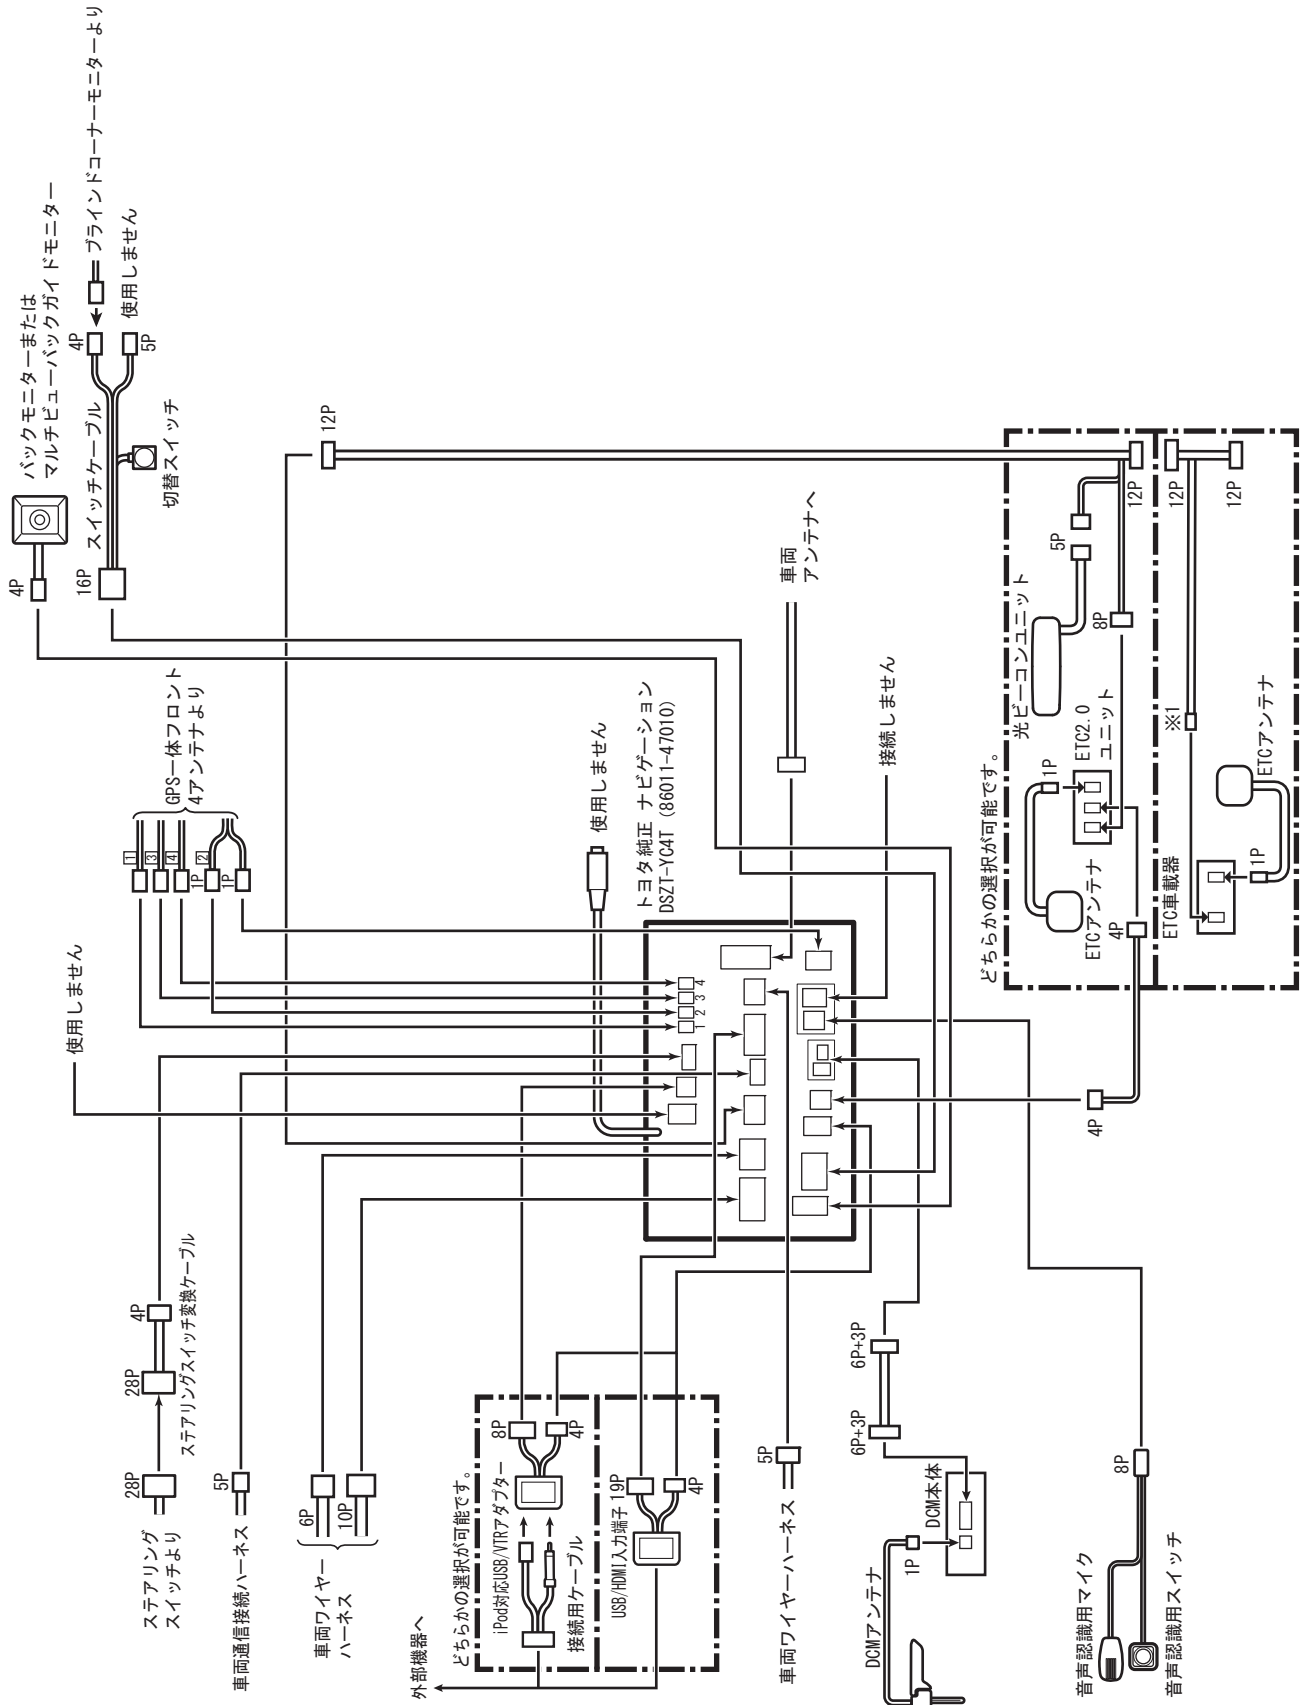 バックモニターまたは
マルチビューバックガイドモニター
4P
ブラインドコーナーモニターより
4P
使用しません
5P
スイッチケーブル
切替スイッチ
16P
GPS一体フロント
4アンテナより
1
3
4
2
1P
1P
使用しません
使用しません
トヨタ純正 ナビゲーション
DSZT-YC4T (86011-47010)
1
2
3
4
車両
アンテナへ
接続しません
12P
どちらかの選択が可能です。
光ビーコンユニット
5P
12P
8P
ETC2.0
ユニット
1P
ETCアンテナ
4P
4P
ETC車載器
※1
12P
12P
1P
ETCアンテナ
ステアリング
スイッチより
28P
28P
4P
ステアリングスイッチ変換ケーブル
車両通信接続ハーネス
5P
車両ワイヤー
ハーネス
6P
10P
外部機器へ
どちらかの選択が可能です。
iPod対応USB/VTRアダプター
8P
4P
接続用ケーブル
USB/HDMI入力端子
19P
4P
車両ワイヤーハーネス
5P
DCMアンテナ
1P
DCM本体
6P+3P
6P+3P
音声認識用マイク
音声認識用スイッチ
8P